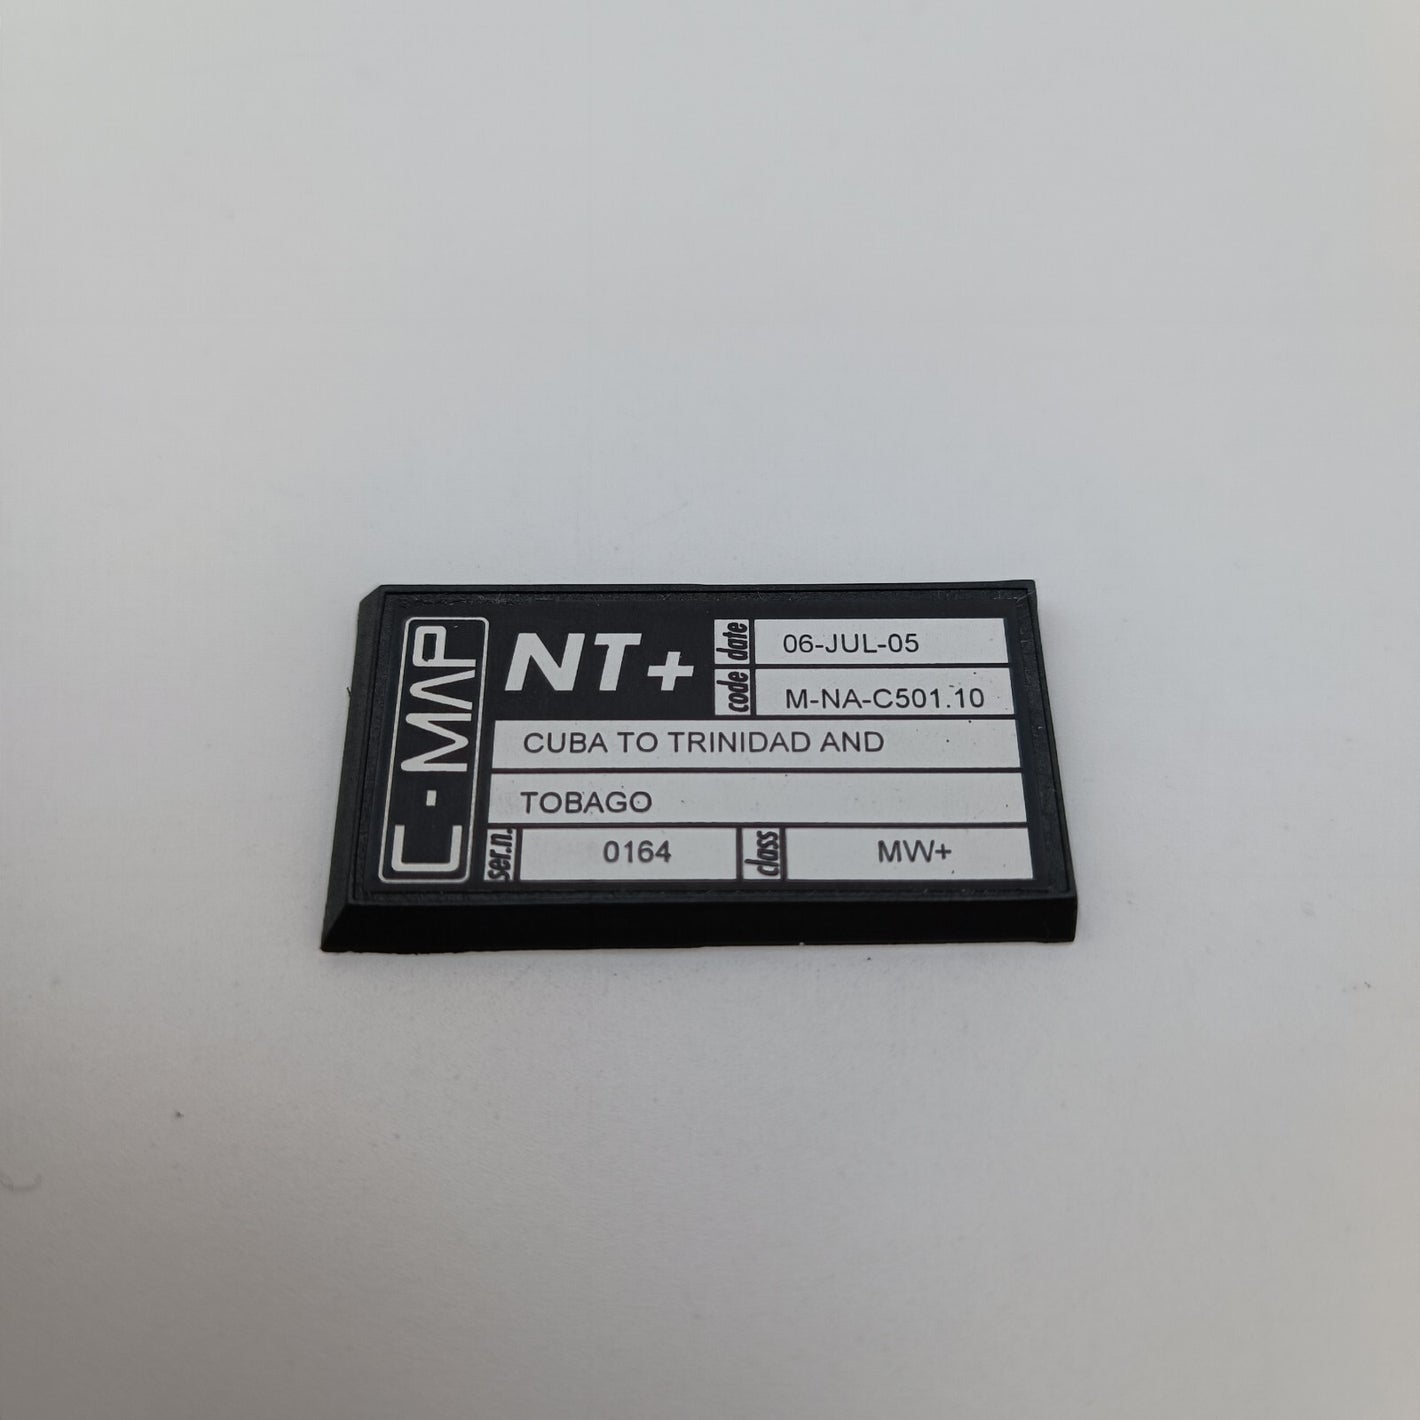 C-MAP
NT+
date 06-JUL-05
code M-NA-C501.10
CUBA TO TRINIDAD AND
TOBAGO
ser.n. 0164 class MW+